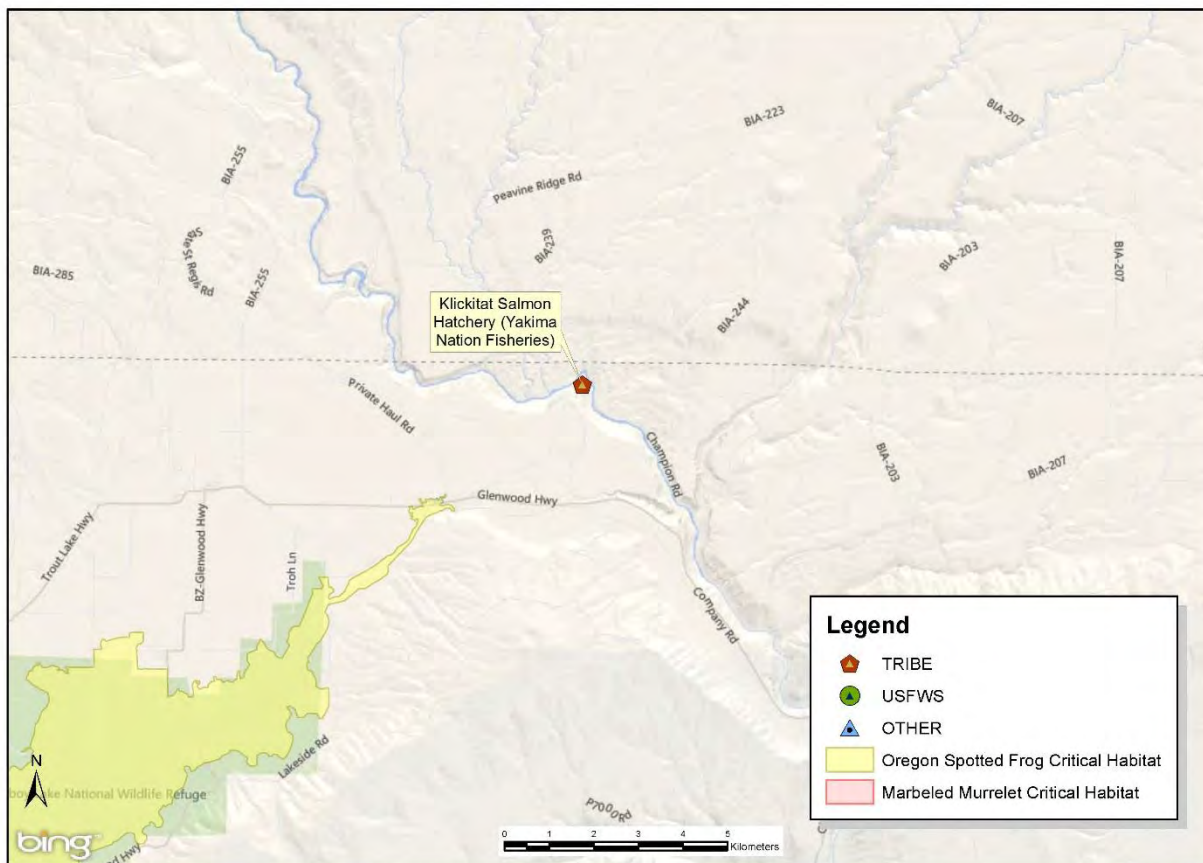 BIA-255
BIA-223
BIA-207
Peavine Ridge Rd
BIA-239
State St Regis Rd
BIA-285
BIA-255
BIA-203
BIA-207
BIA-244
Klickitat Salmon
Hatchery (Yakima
Nation Fisheries)
Private Haul Rd
Champion Rd
BIA-203
BIA-207
Glenwood Hwy
Trout Lake Hwy
BZ-Glenwood Hwy
Troh Ln
Company Rd
Lakeside Rd
N
Lake National Wildlife Refuge
P7000Rd
bing
ood Hwy
0 1 2 3 4 5
Kilometers
Legend
TRIBE
USFWS
OTHER
Oregon Spotted Frog Critical Habitat
Marbeled Murrelet Critical Habitat